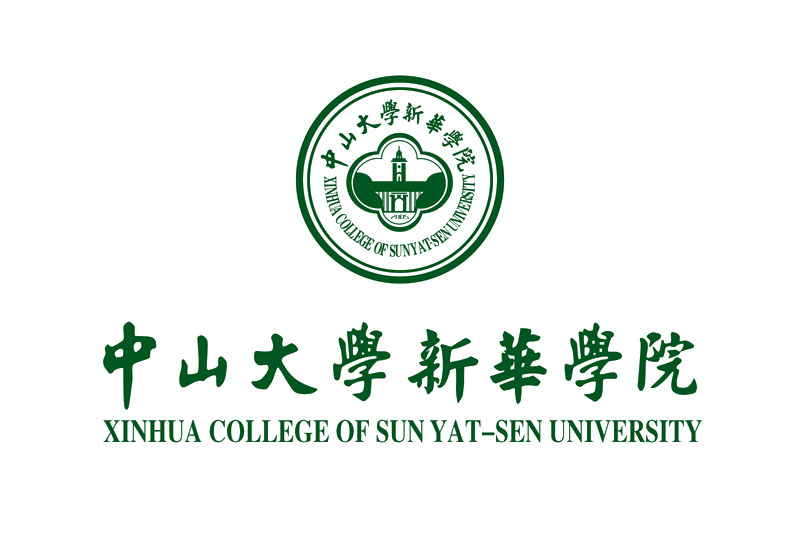 中山大學新華學院
XINHUA COLLEGE OF SUN YAT-SEN UNIVERSITY
中山大學新華學院
XINHUA COLLEGE OF SUN YAT-SEN UNIVERSITY